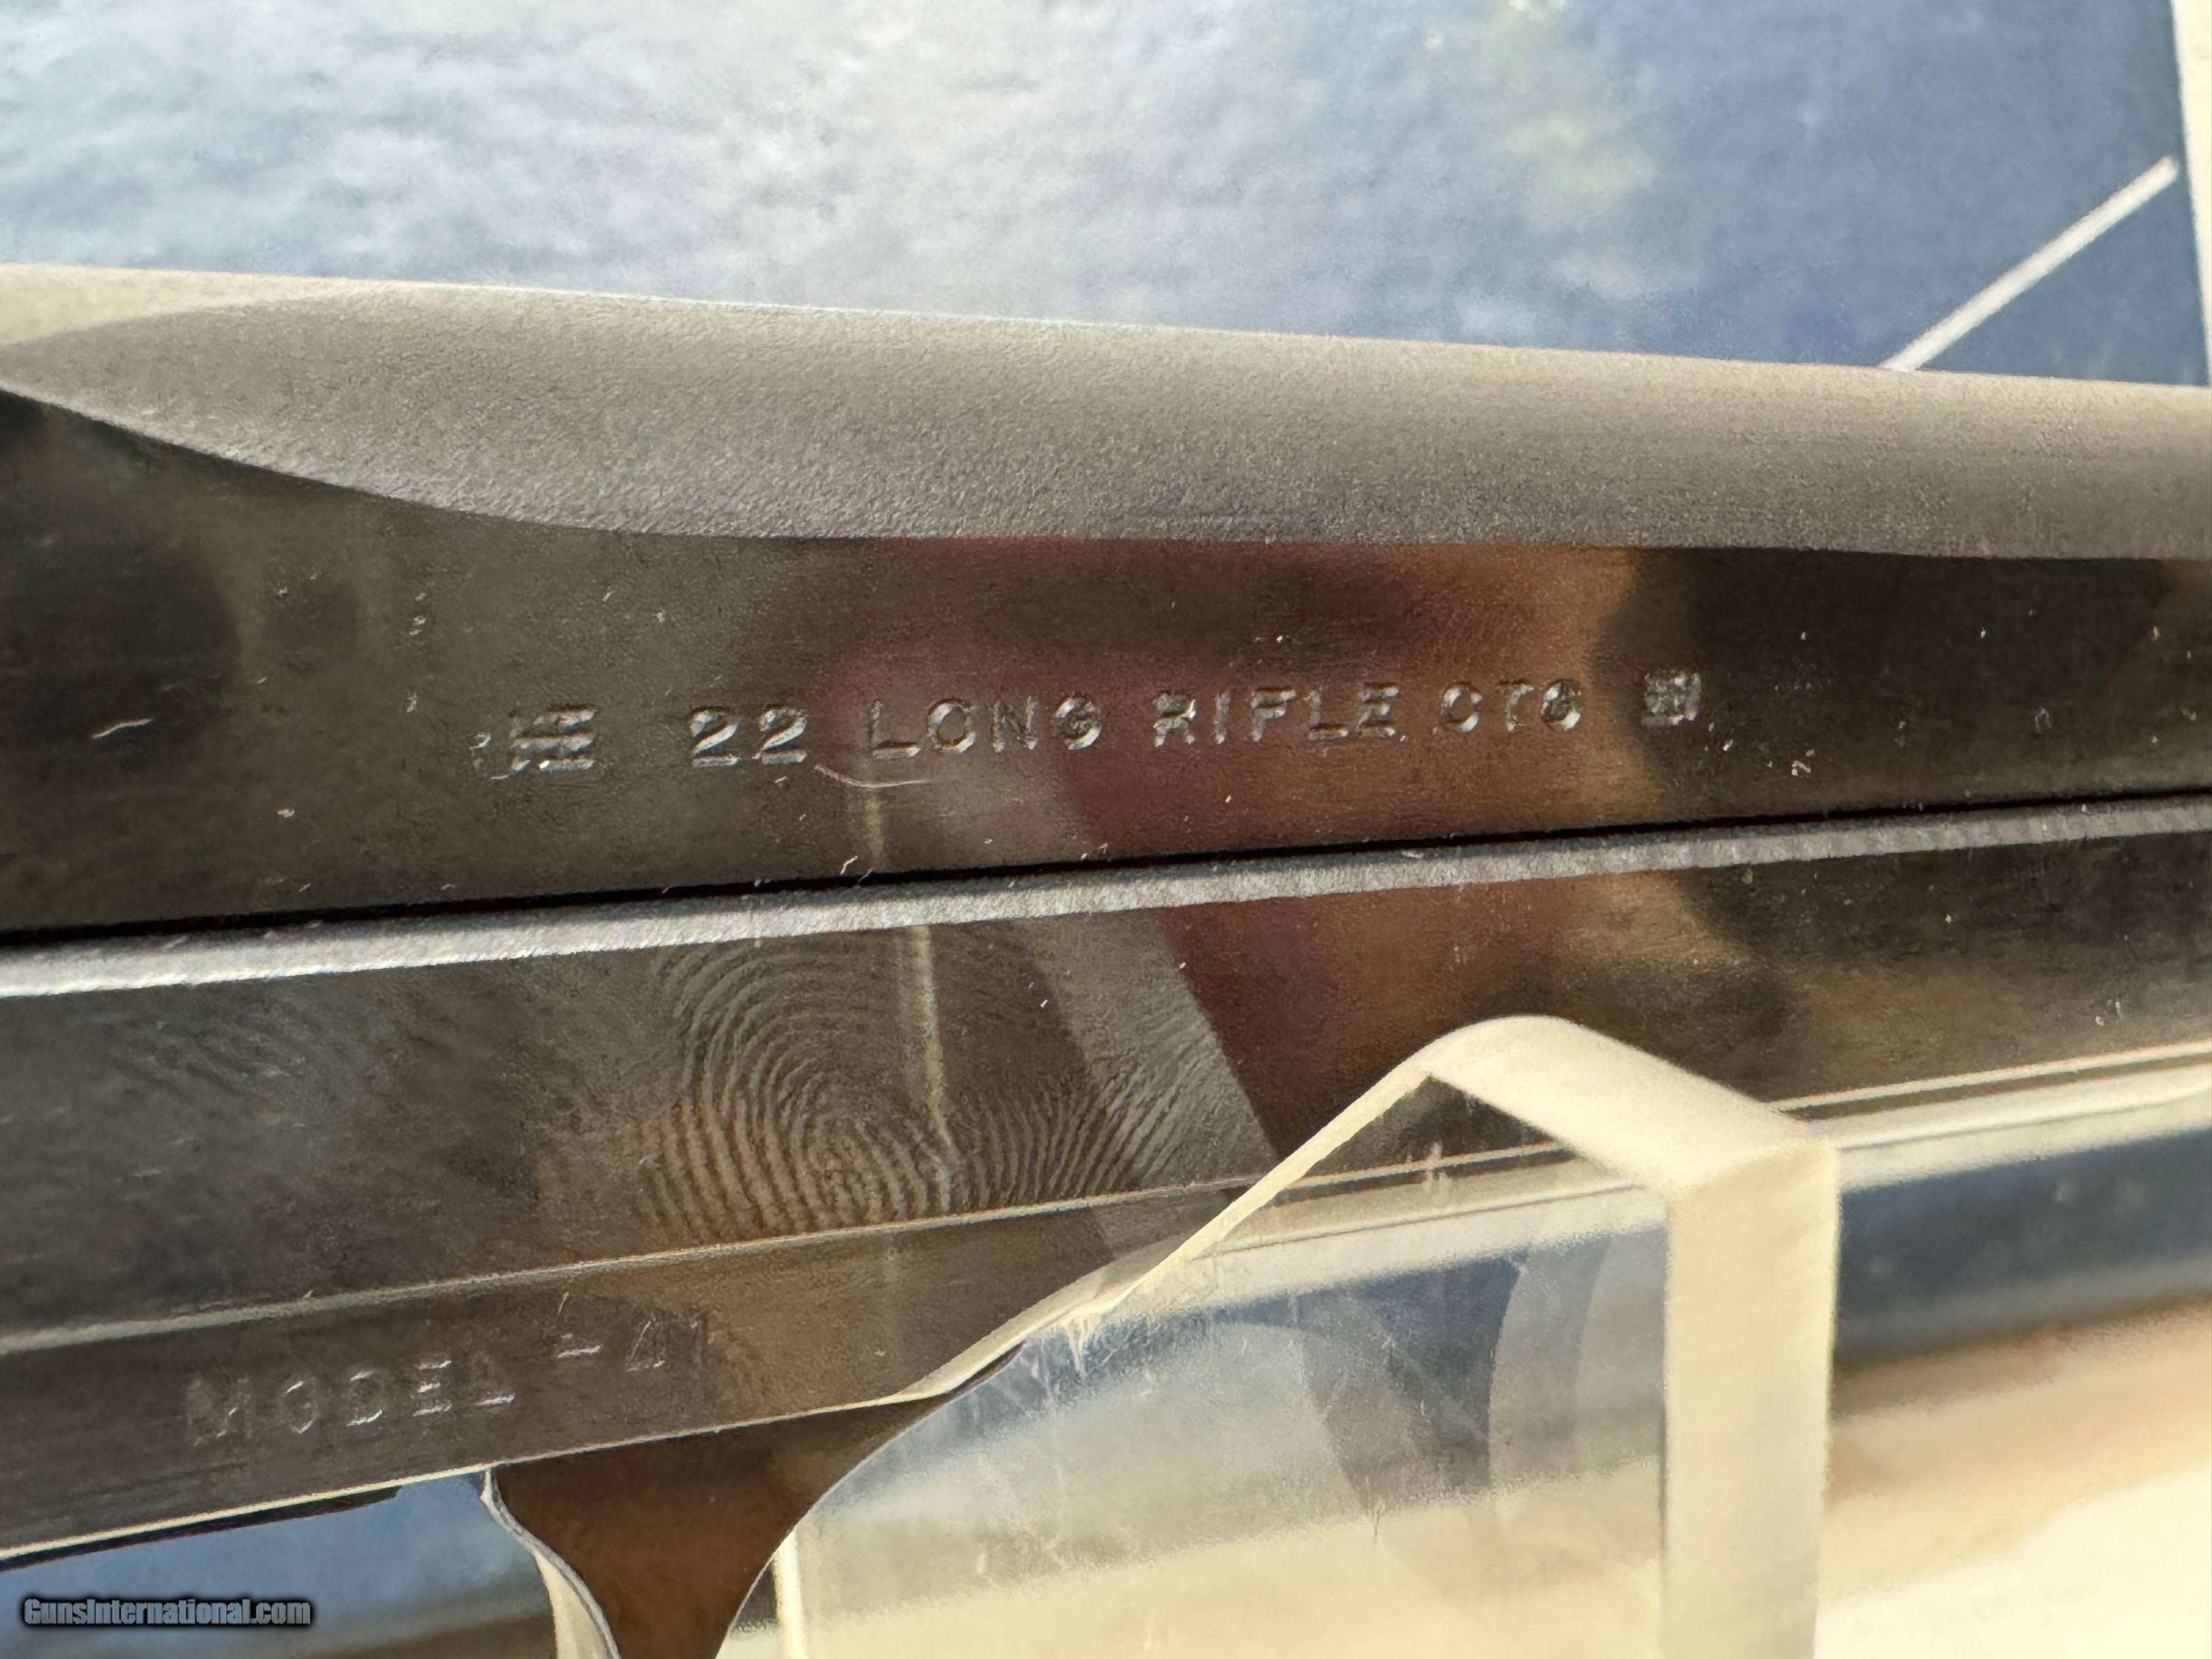 22 LONG RIFLE CTG
MODEL - 41
GunsInternational.com